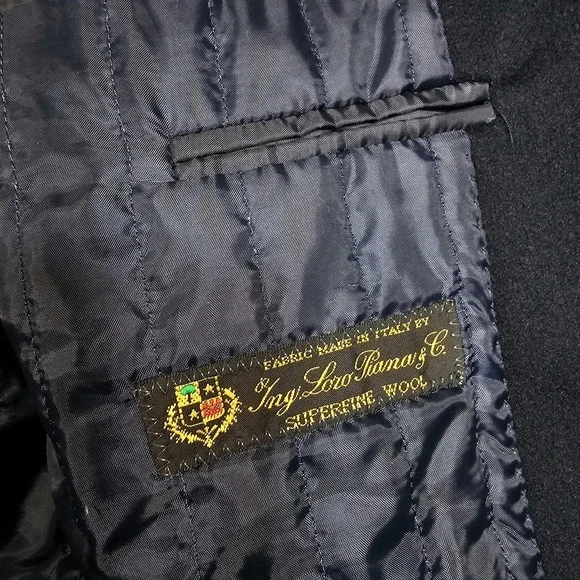 FABRIC MADE IN ITALY BY
Ing. Loro Piana & C.
SUPERFINE WOOL